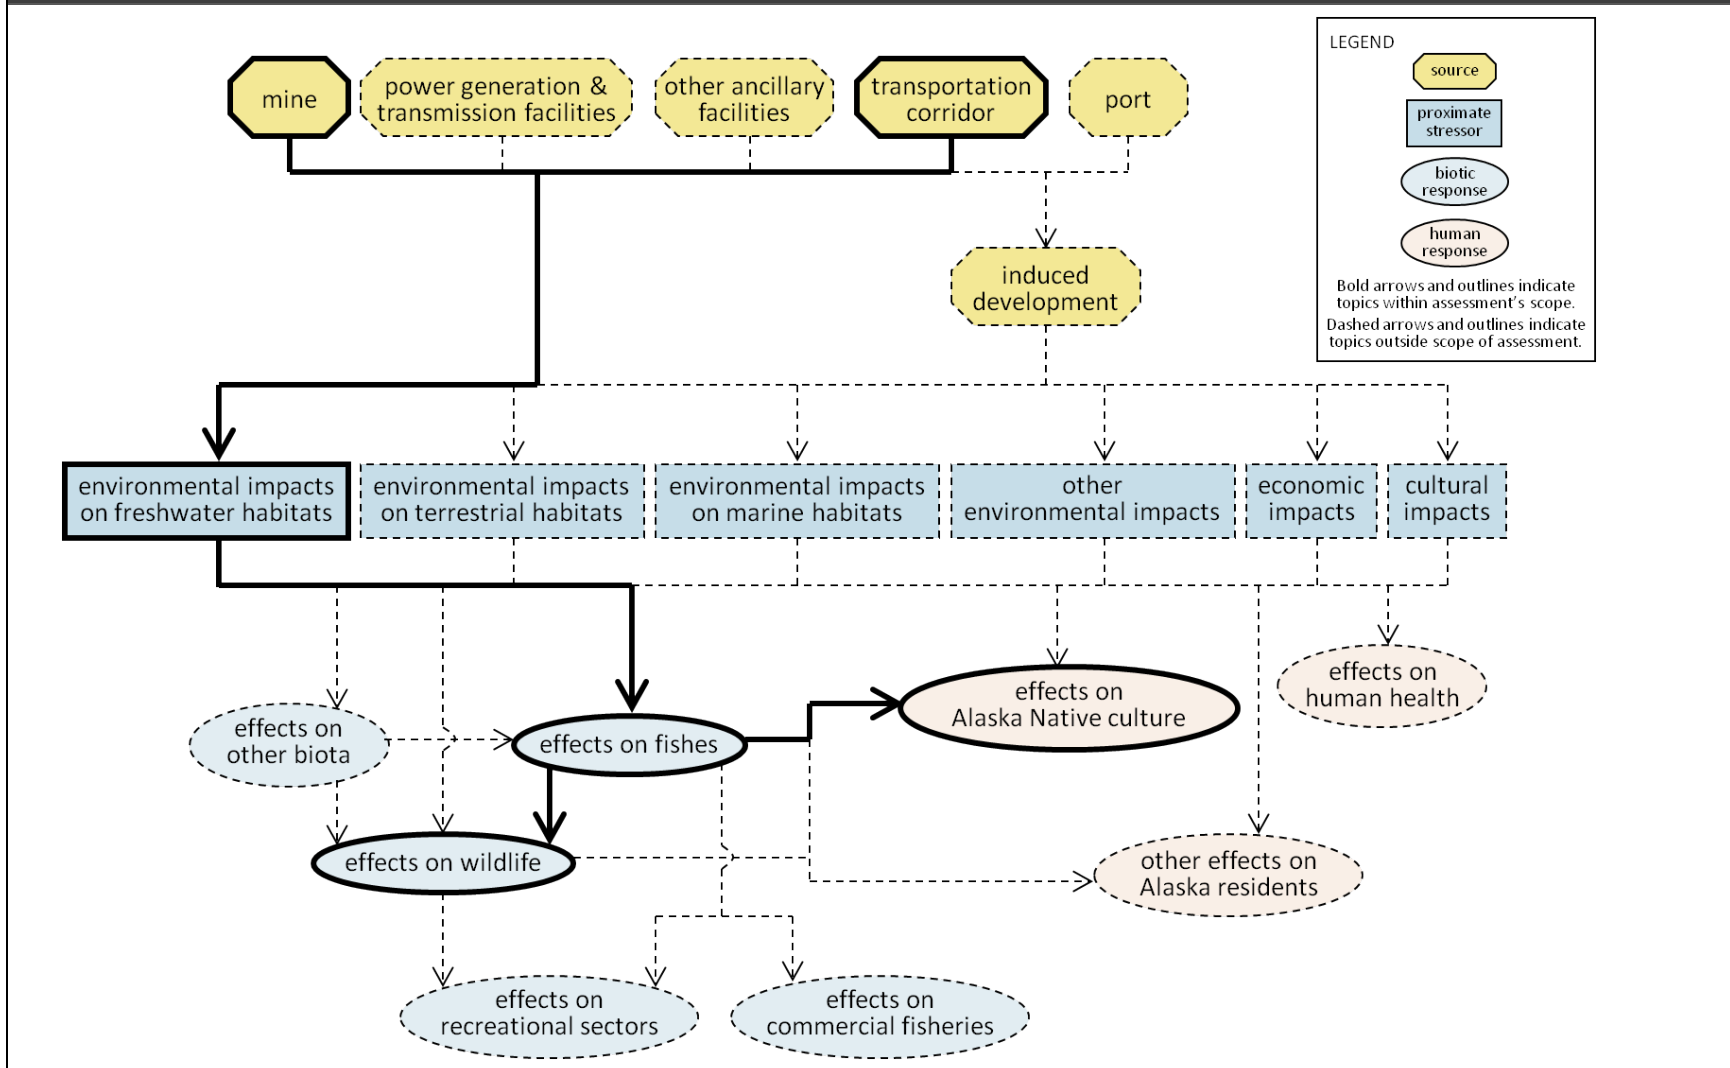 LEGEND
source
proximate
stressor
biotic
response
human
response
Bold arrows and outlines indicate
topics within assessment's scope.
Dashed arrows and outlines indicate
topics outside scope of assessment.
mine
power generation &
transmission facilities
other ancillary
facilities
transportation
corridor
port
induced
development
environmental impacts
on freshwater habitats
environmental impacts
on terrestrial habitats
environmental impacts
on marine habitats
other
environmental impacts
economic
impacts
cultural
impacts
effects on
other biota
effects on fishes
effects on
Alaska Native culture
effects on
human health
effects on wildlife
other effects on
Alaska residents
effects on
recreational sectors
effects on
commercial fisheries